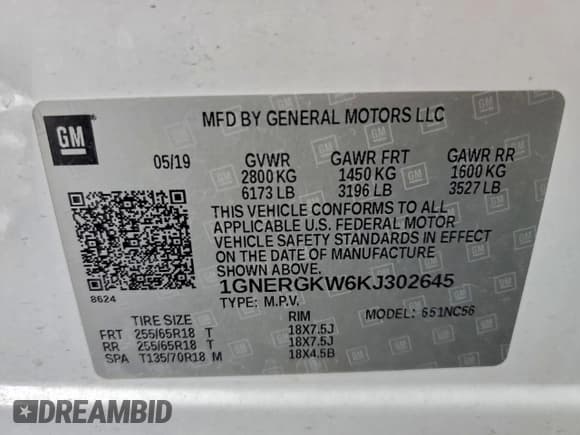 GM
MFD BY GENERAL MOTORS LLC
05/19 GVWR GAWR FRT GAWR RR
2800 KG 1450 KG 1600 KG
6173 LB 3196 LB 3527 LB
THIS VEHICLE CONFORMS TO ALL
APPLICABLE U.S. FEDERAL MOTOR
VEHICLE SAFETY STANDARDS IN EFFECT
ON THE DATE OF MANUFACTURE
SHOWN ABOVE.
8624
1GNERGKW6KJ302645
TYPE: M.P.V. MODEL: 651NC56
TIRE SIZE RIM
FRT 255/65R18 T 18X7.5J
RR 255/65R18 T 18X7.5J
SPA T135/70R18 M 18X4.5B
DREAMBID